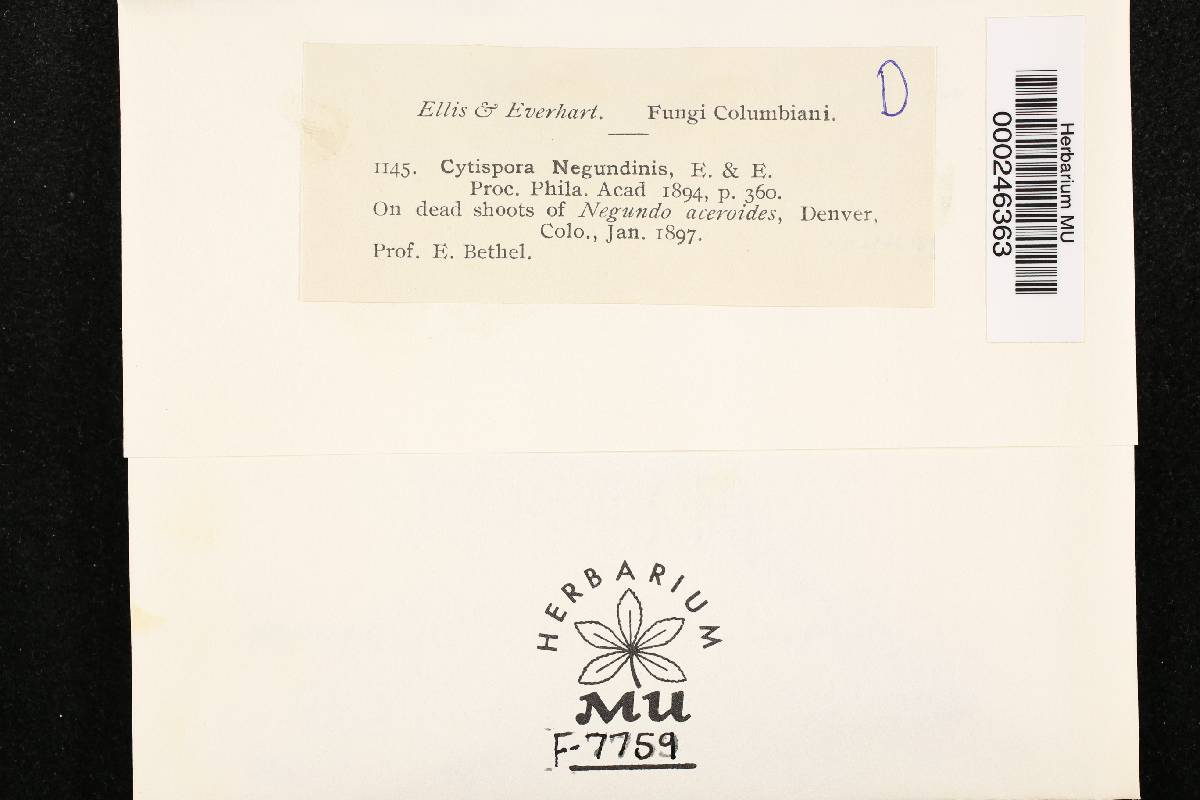 D
Ellis & Everhart. Fungi Columbiani.
1145. Cytispora Negundinis, E. & E.
Proc. Phila. Acad 1894, p. 360.
On dead shoots of Negundo aceroides, Denver,
Colo., Jan. 1897.
Prof. E. Bethel.
Herbarium MU
000246363
HERBARIUM
MU
F-7759